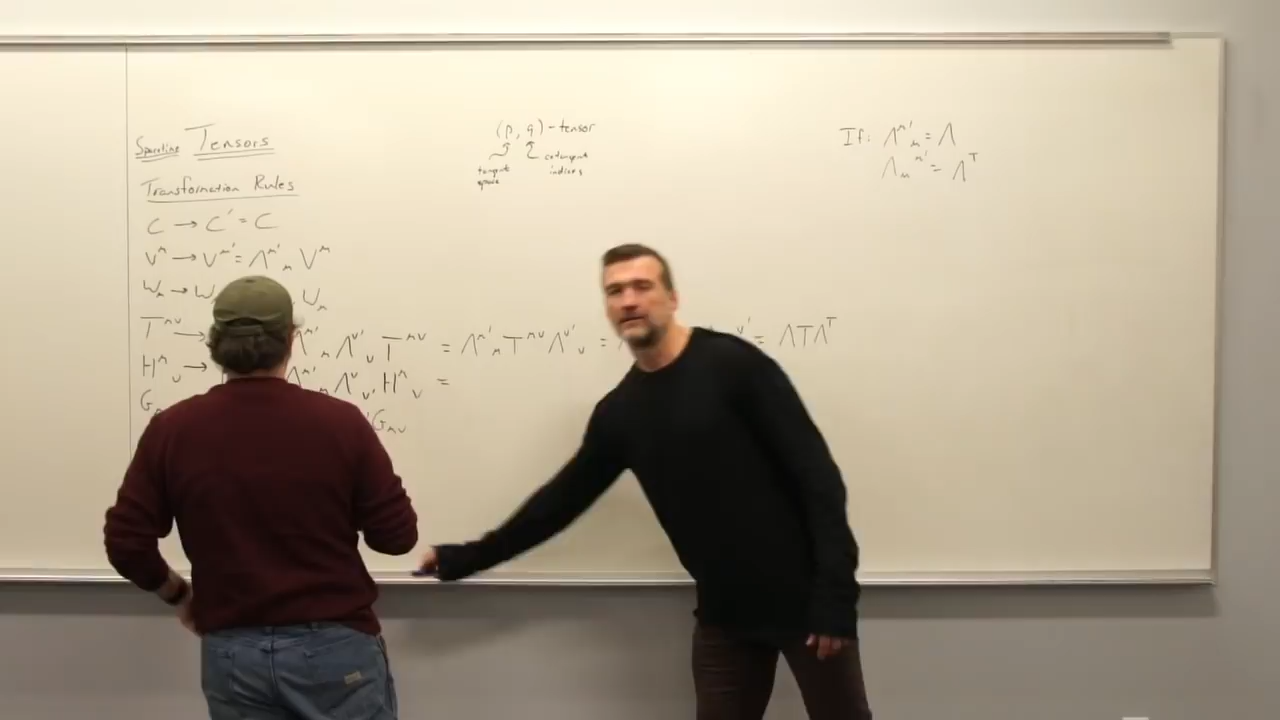 Spacetime Tensors
Transformation Rules
C → C' = C
V^μ → V^μ' = Λ^μ'_μ V^μ
W_μ → W
T^μν → Λ^μ'_μ Λ^ν'_ν T^μν = Λ^μ'_μ T^μν Λ^ν'_ν = = ΛTΛ^T
H^μ_ν → Λ^μ'_μ Λ^ν_ν' H^μ_ν =
G G_μν
(p, q) - tensor
tangent space
cotangent indices
If: Λ^μ'_μ = Λ
Λ_μ^μ' = Λ^T